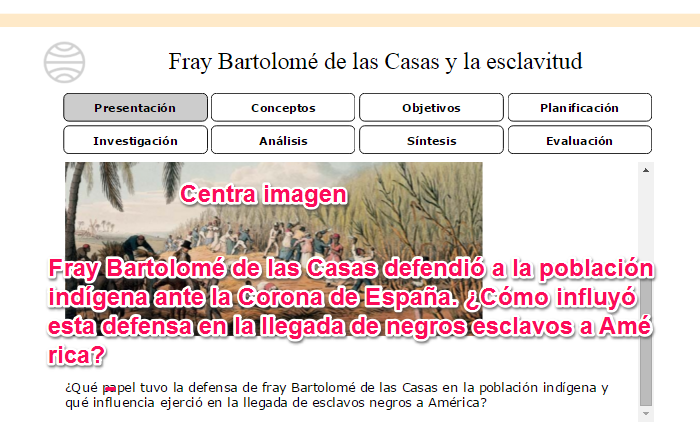 Fray Bartolomé de las Casas y la esclavitud
Presentación
Conceptos
Objetivos
Planificación
Investigación
Análisis
Síntesis
Evaluación
Centra imagen
Fray Bartolomé de las Casas defendió a la población
indígena ante la Corona de España. ¿Cómo influyó
esta defensa en la llegada de negros esclavos a Amé
rica?
¿Qué papel tuvo la defensa de fray Bartolomé de las Casas en la población indígena y
qué influencia ejerció en la llegada de esclavos negros a América?